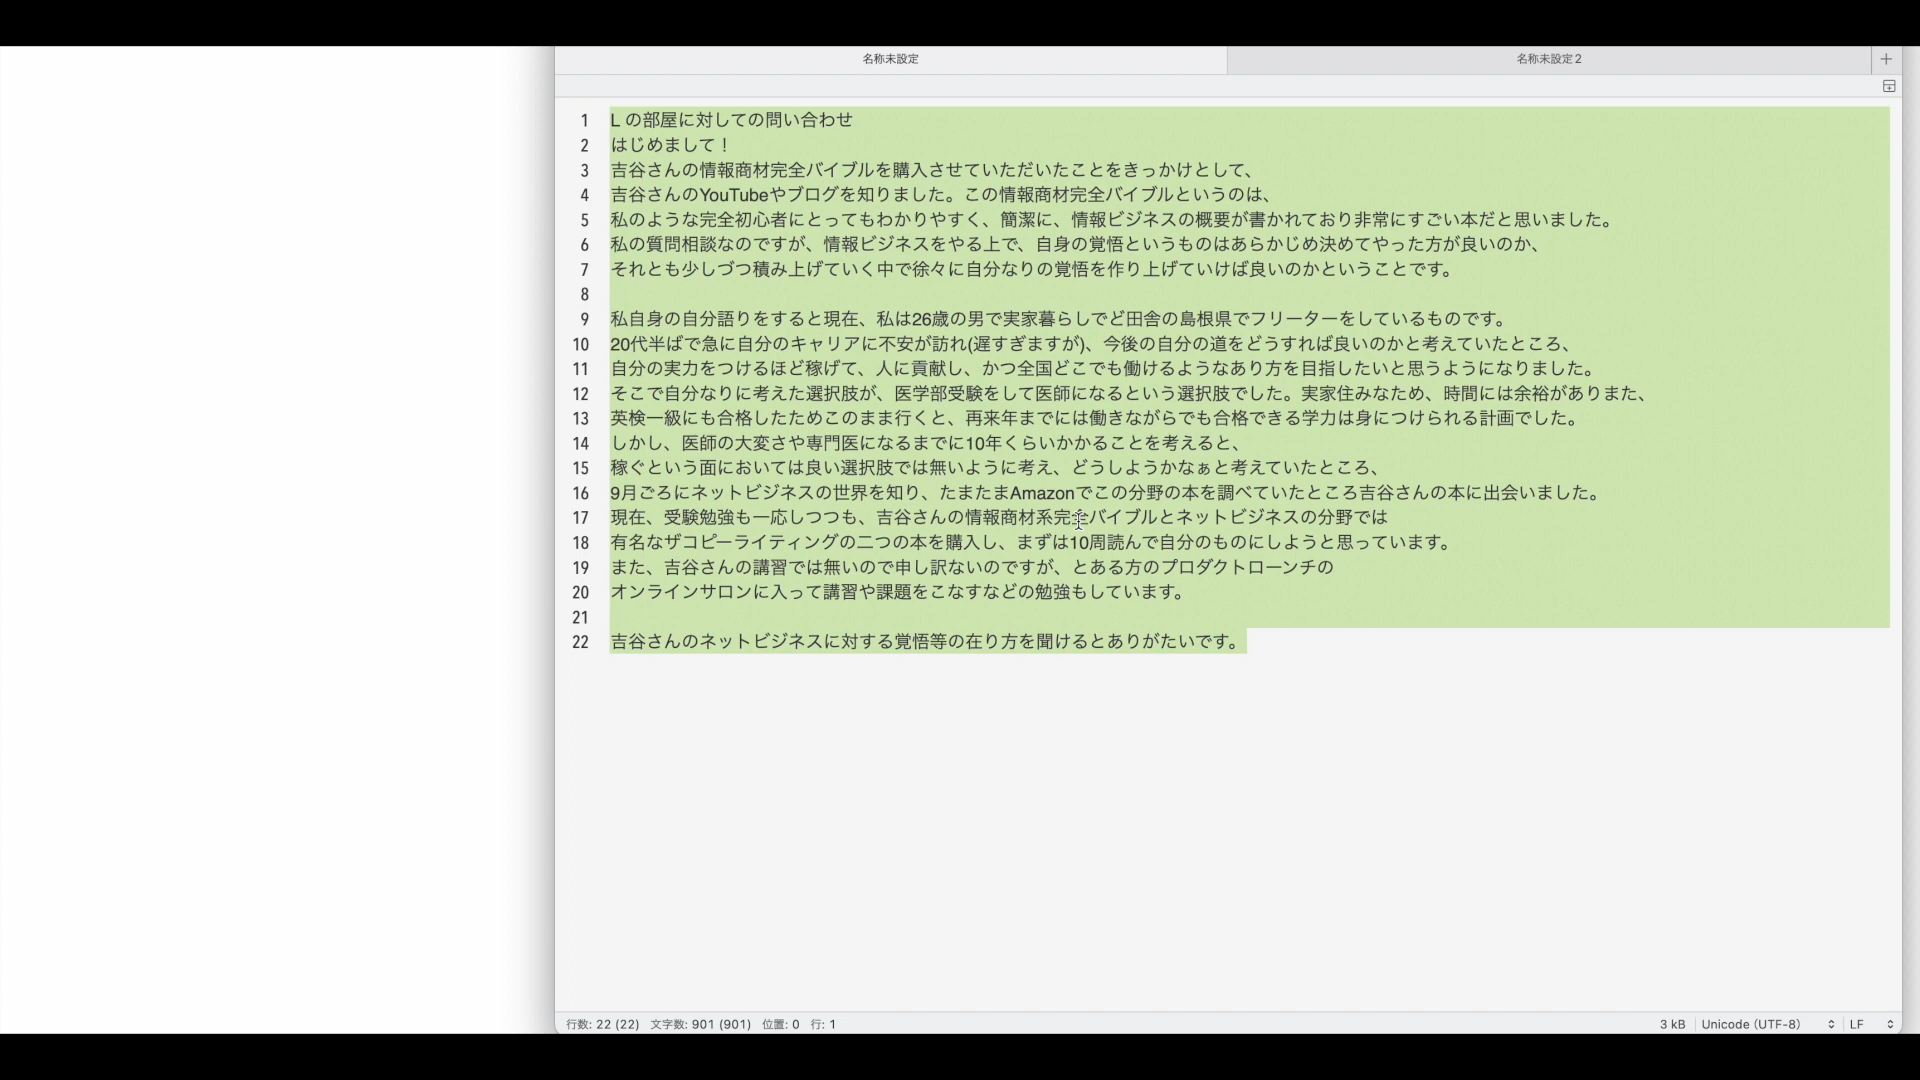 名称未設定
名称未設定2
1 L の部屋に対しての問い合わせ
2 はじめまして！
3 吉谷さんの情報商材完全バイブルを購入させていただいたことをきっかけとして、
4 吉谷さんのYouTubeやブログを知りました。この情報商材完全バイブルというのは、
5 私のような完全初心者にとってもわかりやすく、簡潔に、情報ビジネスの概要が書かれており非常にすごい本だと思いました。
6 私の質問相談なのですが、情報ビジネスをやる上で、自身の覚悟というものはあらかじめ決めてやった方が良いのか、
7 それとも少しづつ積み上げていく中で徐々に自分なりの覚悟を作り上げていけば良いのかということです。
8
9 私自身の自分語りをすると現在、私は26歳の男で実家暮らしでど田舎の島根県でフリーターをしているものです。
10 20代半ばで急に自分のキャリアに不安が訪れ(遅すぎますが)、今後の自分の道をどうすれば良いのかと考えていたところ、
11 自分の実力をつけるほど稼げて、人に貢献し、かつ全国どこでも働けるようなあり方を目指したいと思うようになりました。
12 そこで自分なりに考えた選択肢が、医学部受験をして医師になるという選択肢でした。実家住みなため、時間には余裕がありまた、
13 英検一級にも合格したためこのまま行くと、再来年までには働きながらでも合格できる学力は身につけられる計画でした。
14 しかし、医師の大変さや専門医になるまでに10年くらいかかることを考えると、
15 稼ぐという面においては良い選択肢では無いように考え、どうしようかなぁと考えていたところ、
16 9月ごろにネットビジネスの世界を知り、たまたまAmazonでこの分野の本を調べていたところ吉谷さんの本に出会いました。
17 現在、受験勉強も一応しつつも、吉谷さんの情報商材系完全バイブルとネットビジネスの分野では
18 有名なザコピーライティングの二つの本を購入し、まずは10周読んで自分のものにしようと思っています。
19 また、吉谷さんの講習では無いので申し訳ないのですが、とある方のプロダクトローンチの
20 オンラインサロンに入って講習や課題をこなすなどの勉強もしています。
21
22 吉谷さんのネットビジネスに対する覚悟等の在り方を聞けるとありがたいです。
行数: 22 (22) 文字数: 901 (901) 位置: 0 行: 1 3 kB Unicode (UTF-8) LF